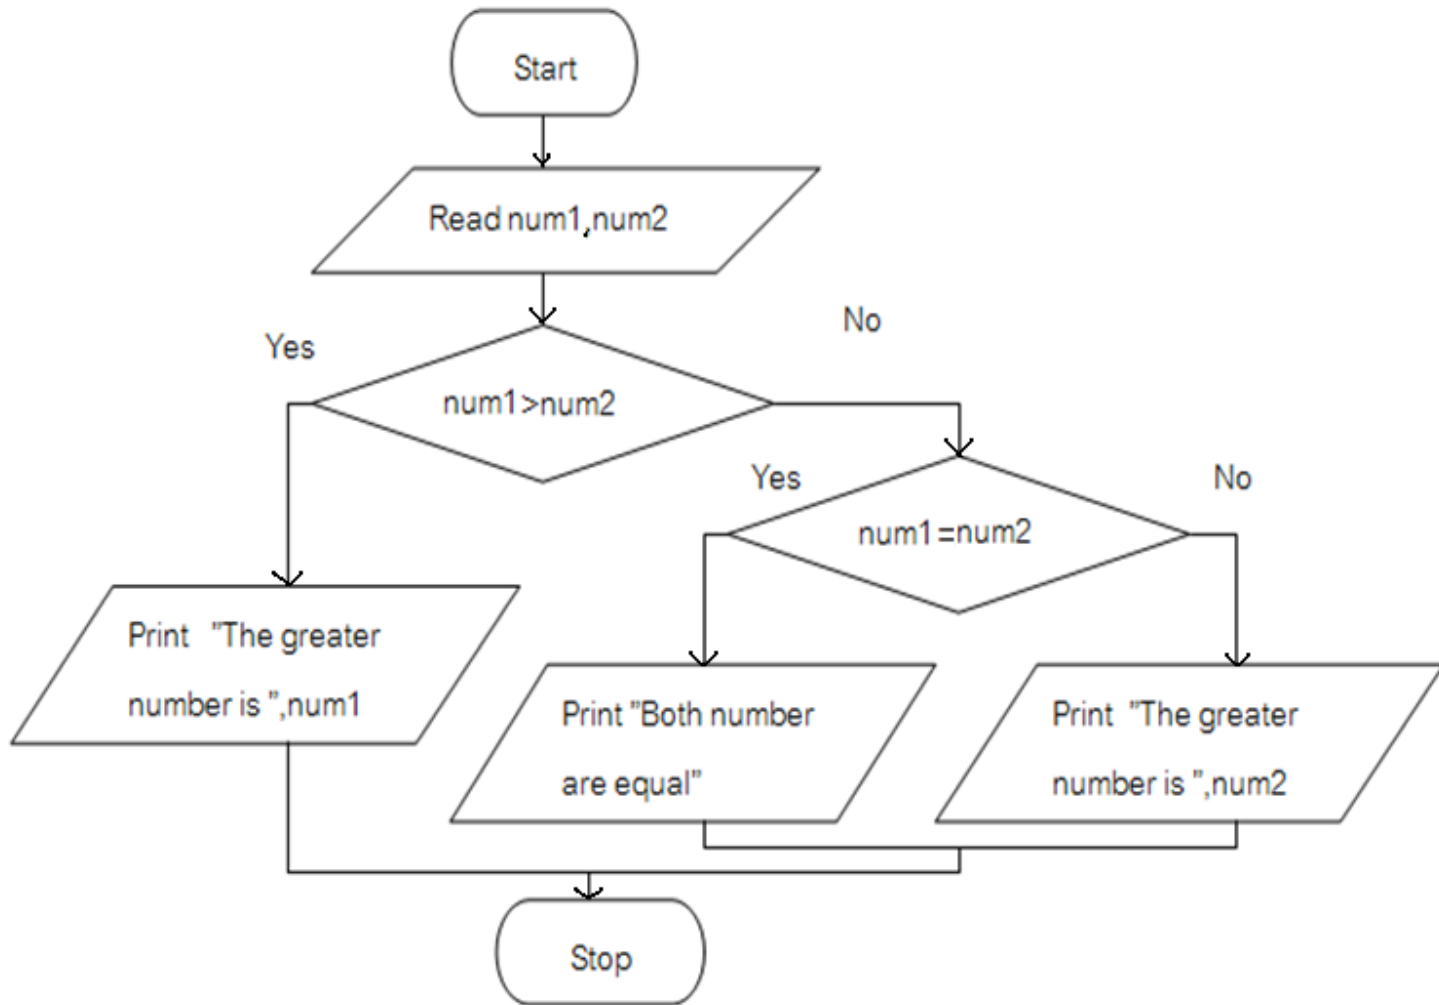 Start
Read num1,num2
Yes
No
num1>num2
Yes
No
num1=num2
Print "The greater
number is ",num1
Print "Both number
are equal"
Print "The greater
number is ",num2
Stop